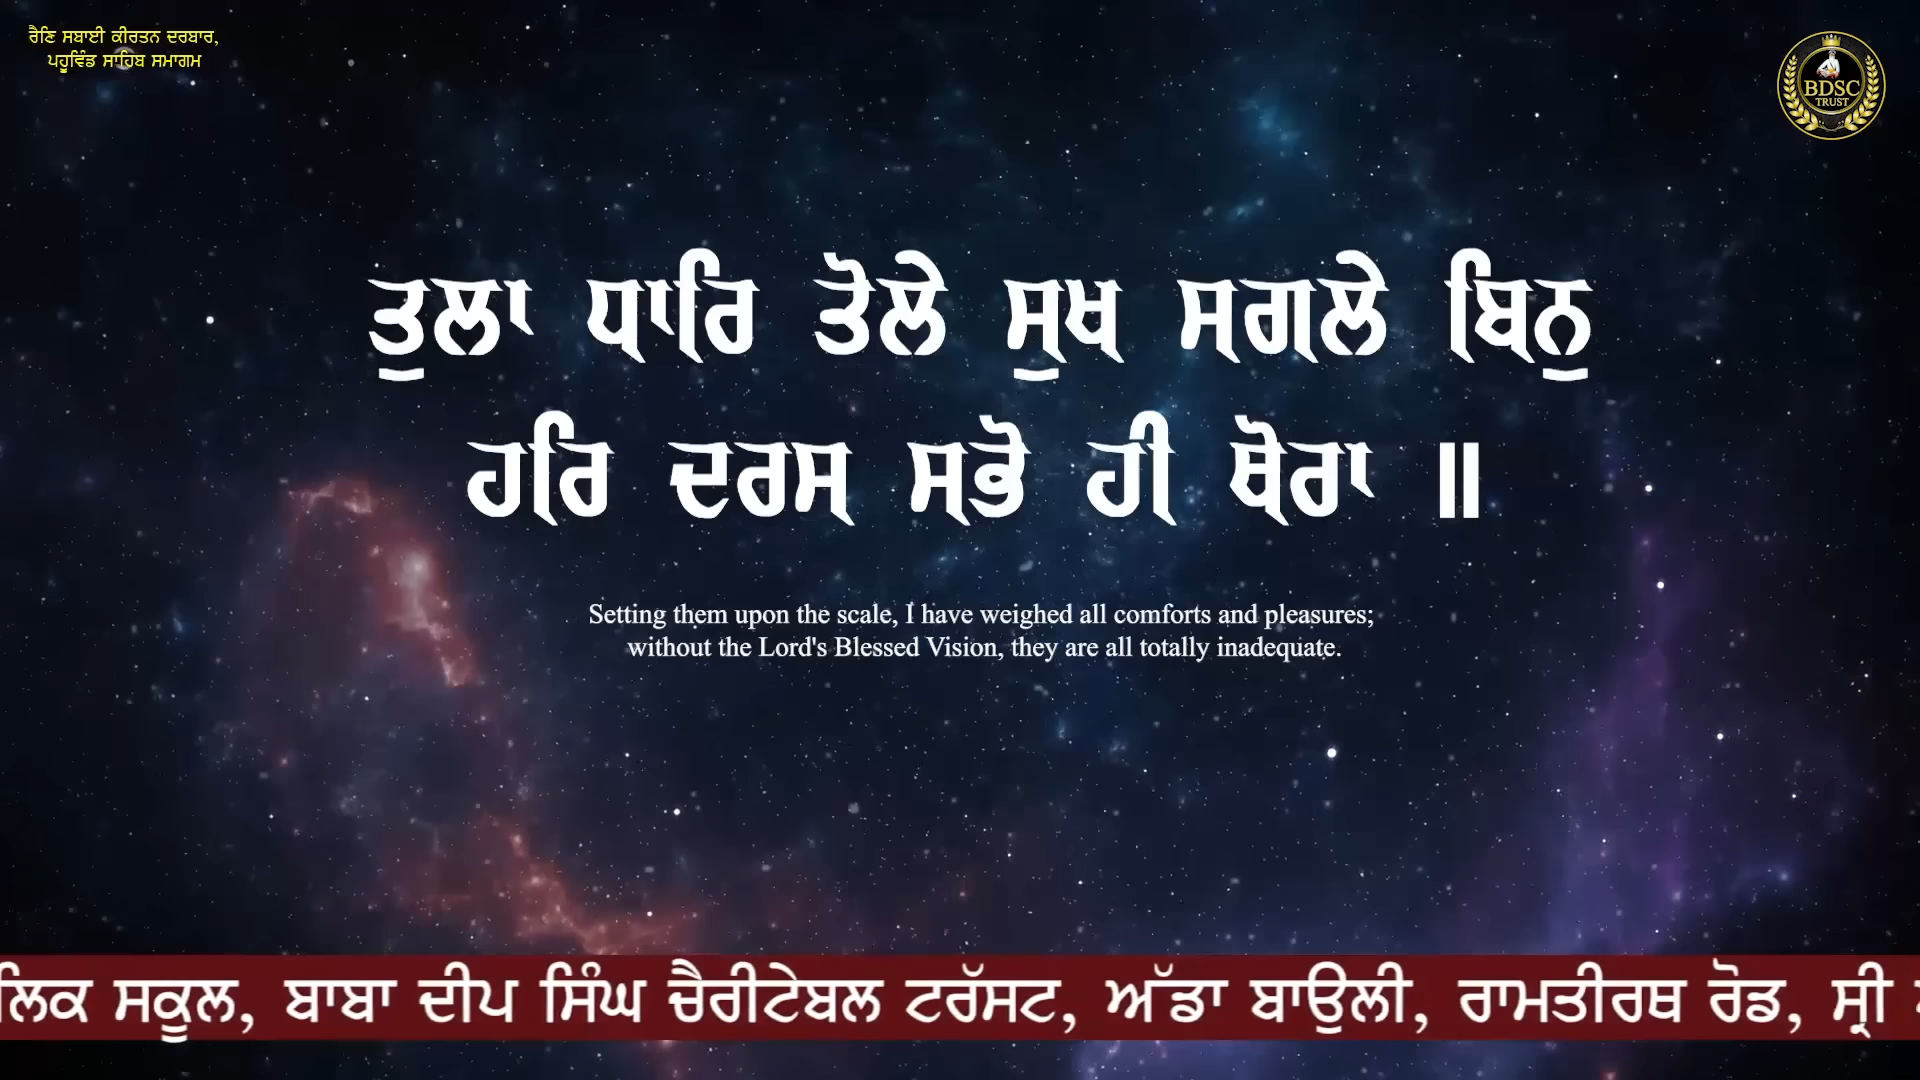 ਰੈਣਿ ਸਬਾਈ ਕੀਰਤਨ ਦਰਬਾਰ,
ਪਹੂਵਿੰਡ ਸਾਹਿਬ ਸਮਾਗਮ
BDSC
TRUST
ਤੁਲਾ ਧਾਰਿ ਤੋਲੇ ਸੁਖ ਸਗਲੇ ਬਿਨੁ
ਹਰਿ ਦਰਸ ਸਭੋ ਹੀ ਥੋਰਾ ॥
Setting them upon the scale, I have weighed all comforts and pleasures;
without the Lord's Blessed Vision, they are all totally inadequate.
ਲਿਕ ਸਕੂਲ, ਬਾਬਾ ਦੀਪ ਸਿੰਘ ਚੈਰੀਟੇਬਲ ਟਰੱਸਟ, ਅੱਡਾ ਬਾਉਲੀ, ਰਾਮਤੀਰਥ ਰੋਡ, ਸ੍ਰੀ